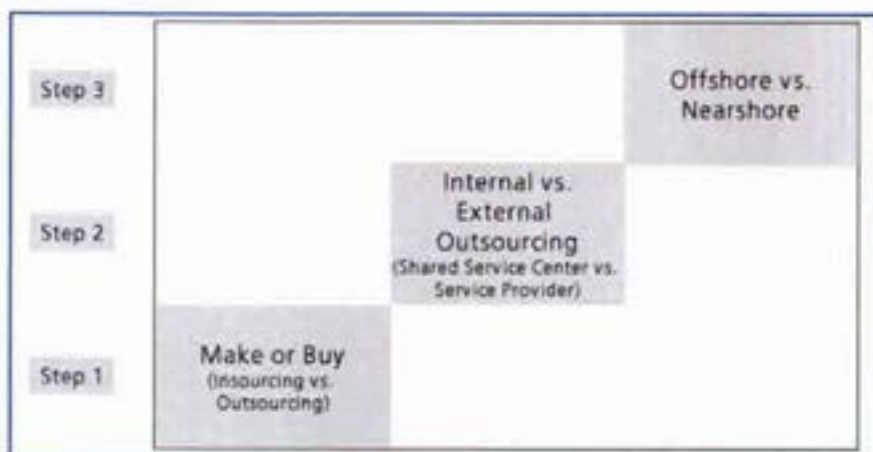 Step 3
Offshore vs.
Nearshore
Step 2
Internal vs.
External
Outsourcing
(Shared Service Center vs.
Service Provider)
Step 1
Make or Buy
(Insourcing vs.
Outsourcing)